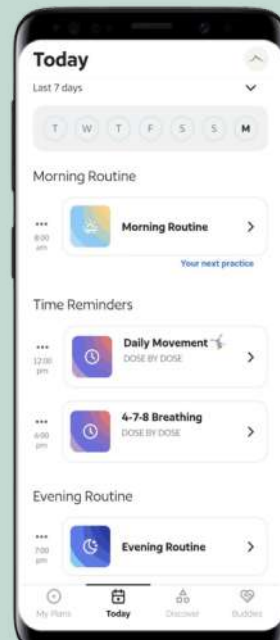 Today
Last 7 days
T W T F S S M
Morning Routine
8:00 am
Morning Routine
Your next practice
Time Reminders
12:00 pm
Daily Movement
DOSE BY DOSE
6:00 pm
4-7-8 Breathing
DOSE BY DOSE
Evening Routine
7:00 pm
Evening Routine
My Plans
Today
Discover
Buddies